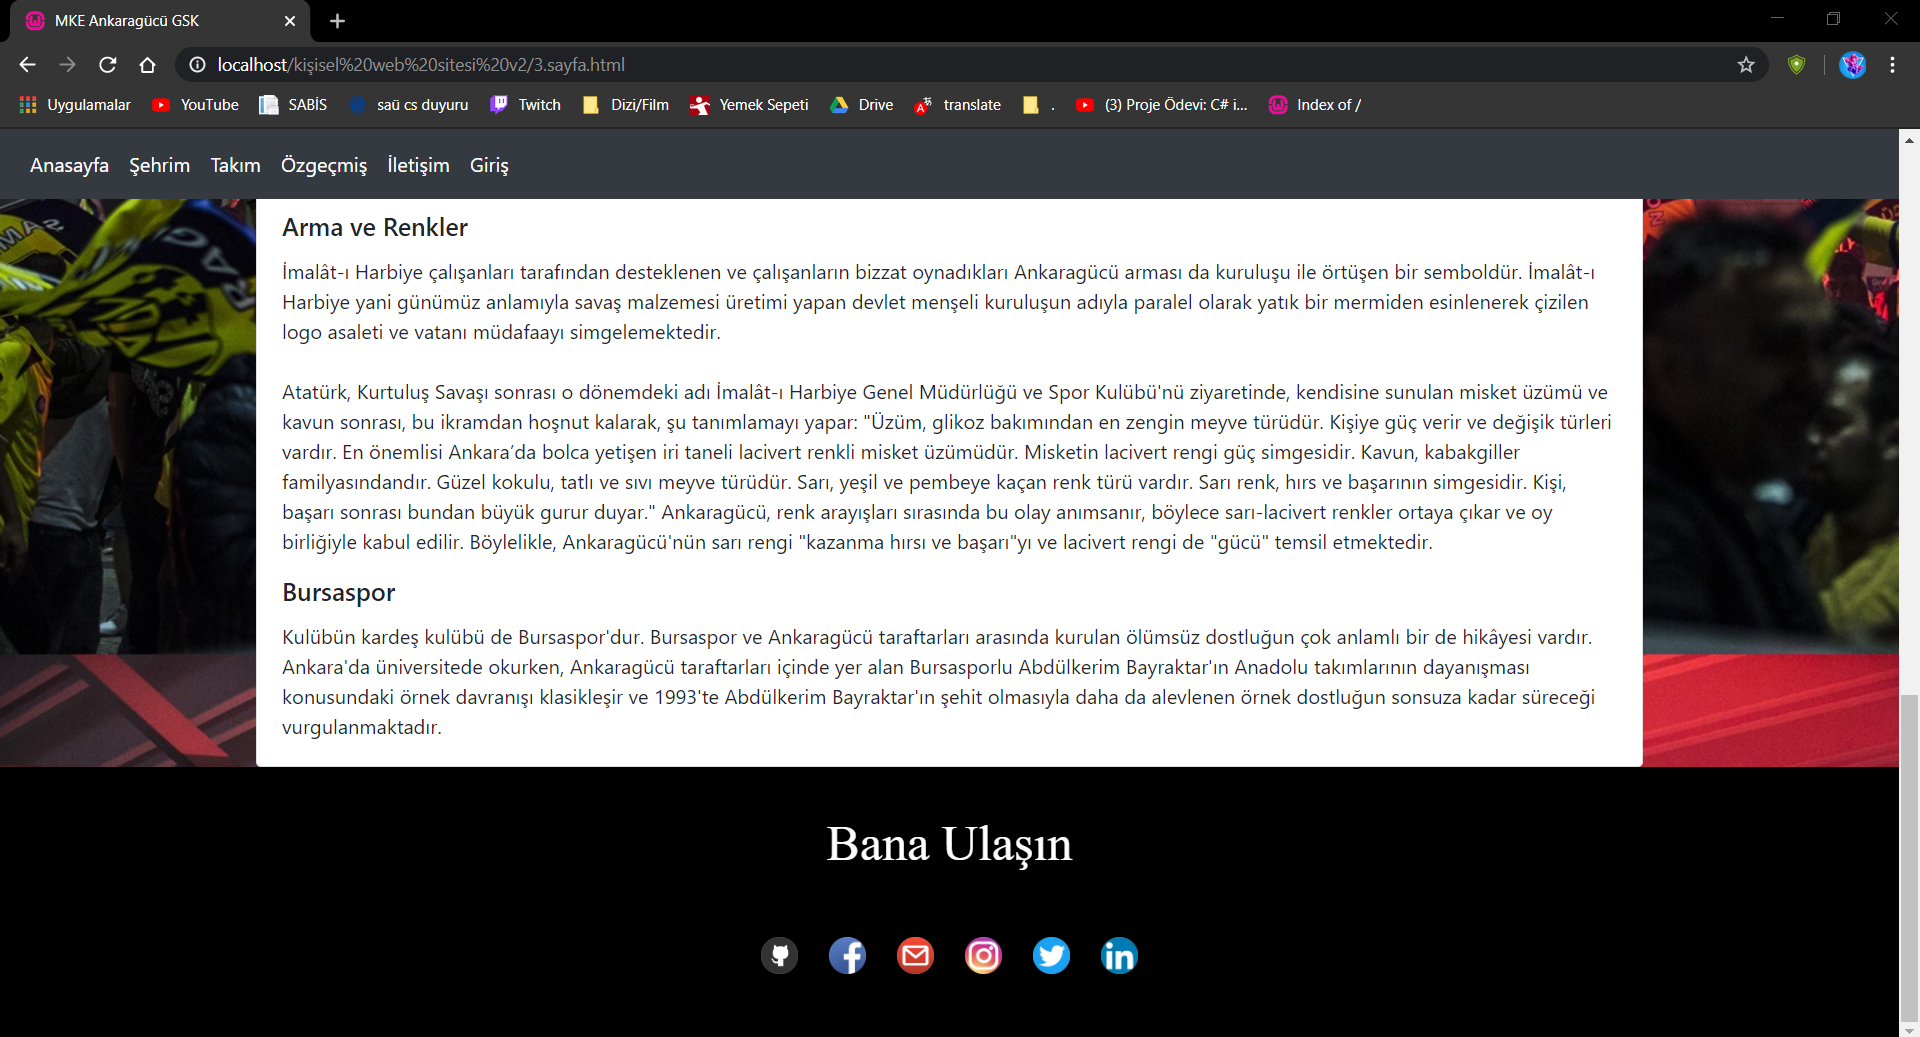 MKE Ankaragücü GSK
localhost/kişisel%20web%20sitesi%20v2/3.sayfa.html
Uygulamalar YouTube SABİS saü cs duyuru Twitch Dizi/Film Yemek Sepeti Drive translate . (3) Proje Ödevi: C# i... Index of /
Anasayfa Şehrim Takım Özgeçmiş İletişim Giriş
Arma ve Renkler
İmalât-ı Harbiye çalışanları tarafından desteklenen ve çalışanların bizzat oynadıkları Ankaragücü arması da kuruluşu ile örtüşen bir semboldür. İmalât-ı
Harbiye yani günümüz anlamıyla savaş malzemesi üretimi yapan devlet menşeli kuruluşun adıyla paralel olarak yatık bir mermiden esinlenerek çizilen
logo asaleti ve vatanı müdafaayı simgelemektedir.
Atatürk, Kurtuluş Savaşı sonrası o dönemdeki adı İmalât-ı Harbiye Genel Müdürlüğü ve Spor Kulübü'nü ziyaretinde, kendisine sunulan misket üzümü ve
kavun sonrası, bu ikramdan hoşnut kalarak, şu tanımlamayı yapar: "Üzüm, glikoz bakımından en zengin meyve türüdür. Kişiye güç verir ve değişik türleri
vardır. En önemlisi Ankara’da bolca yetişen iri taneli lacivert renkli misket üzümüdür. Misketin lacivert rengi güç simgesidir. Kavun, kabakgiller
familyasındandır. Güzel kokulu, tatlı ve sıvı meyve türüdür. Sarı, yeşil ve pembeye kaçan renk türü vardır. Sarı renk, hırs ve başarının simgesidir. Kişi,
başarı sonrası bundan büyük gurur duyar." Ankaragücü, renk arayışları sırasında bu olay anımsanır, böylece sarı-lacivert renkler ortaya çıkar ve oy
birliğiyle kabul edilir. Böylelikle, Ankaragücü'nün sarı rengi "kazanma hırsı ve başarı"yı ve lacivert rengi de "gücü" temsil etmektedir.
Bursaspor
Kulübün kardeş kulübü de Bursaspor'dur. Bursaspor ve Ankaragücü taraftarları arasında kurulan ölümsüz dostluğun çok anlamlı bir de hikâyesi vardır.
Ankara'da üniversitede okurken, Ankaragücü taraftarları içinde yer alan Bursasporlu Abdülkerim Bayraktar'ın Anadolu takımlarının dayanışması
konusundaki örnek davranışı klasikleşir ve 1993'te Abdülkerim Bayraktar'ın şehit olmasıyla daha da alevlenen örnek dostluğun sonsuza kadar süreceği
vurgulanmaktadır.
Bana Ulaşın